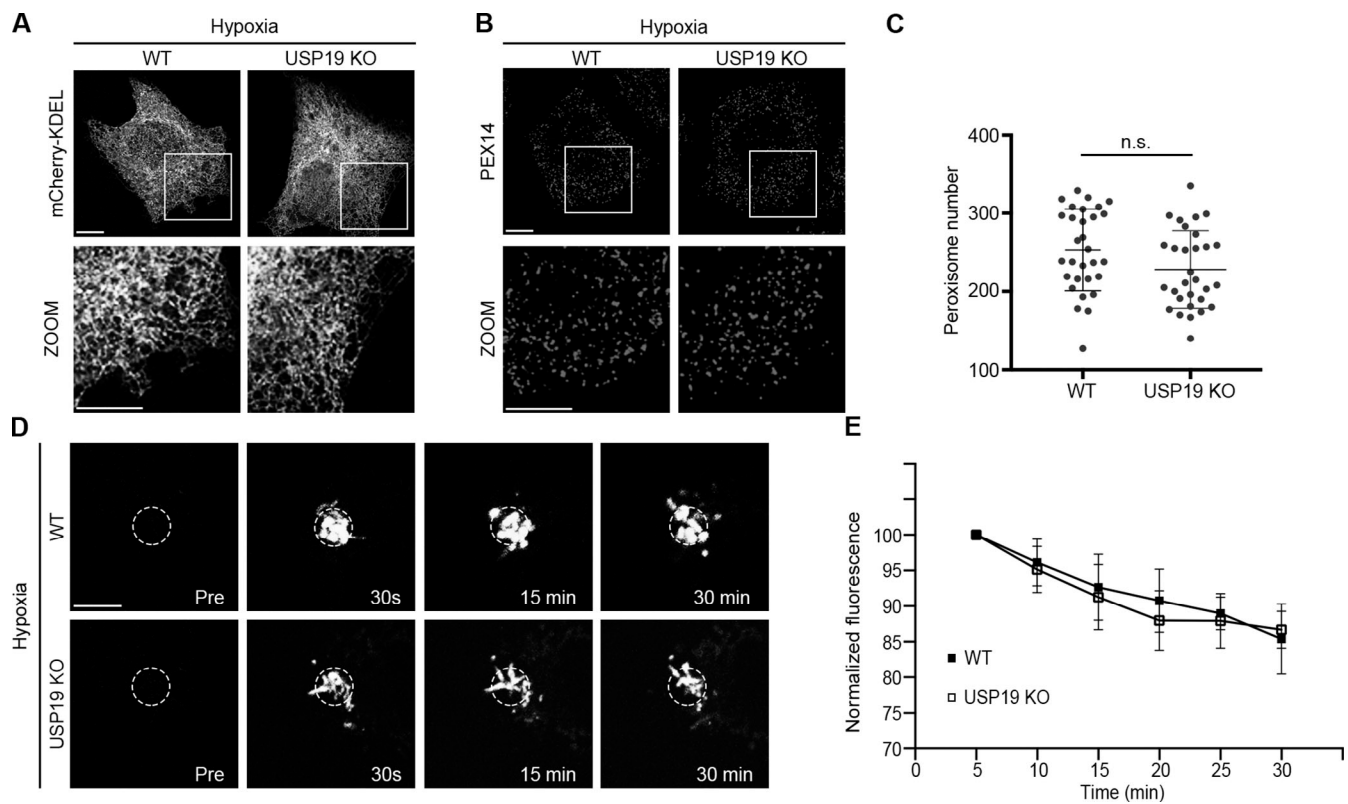 A
Hypoxia
WT USP19 KO
mCherry-KDEL
ZOOM
B
Hypoxia
WT USP19 KO
PEX14
ZOOM
C
400
300
200
100
Peroxisome number
n.s.
WT USP19 KO
D
Hypoxia
WT
Pre 30s 15 min 30 min
USP19 KO
Pre 30s 15 min 30 min
E
Normalized fluorescence
100
95
90
85
80
75
70
WT
USP19 KO
0 5 10 15 20 25 30
Time (min)